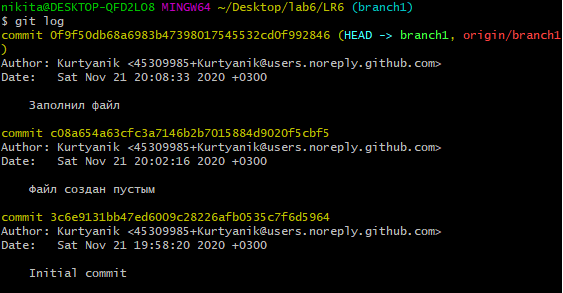 nikita@DESKTOP-QFD2LO8 MINGW64 ~/Desktop/lab6/LR6 (branch1)
$ git log
commit 0f9f50db68a6983b47398017545532cd0f992846 (HEAD -> branch1, origin/branch1
)
Author: Kurtyanik <45309985+Kurtyanik@users.noreply.github.com>
Date:   Sat Nov 21 20:08:33 2020 +0300

    Заполнил файл

commit c08a654a63cfc3a7146b2b7015884d9020f5cbf5
Author: Kurtyanik <45309985+Kurtyanik@users.noreply.github.com>
Date:   Sat Nov 21 20:02:16 2020 +0300

    Файл создан пустым

commit 3c6e9131bb47ed6009c28226afb0535c7f6d5964
Author: Kurtyanik <45309985+Kurtyanik@users.noreply.github.com>
Date:   Sat Nov 21 19:58:20 2020 +0300

    Initial commit